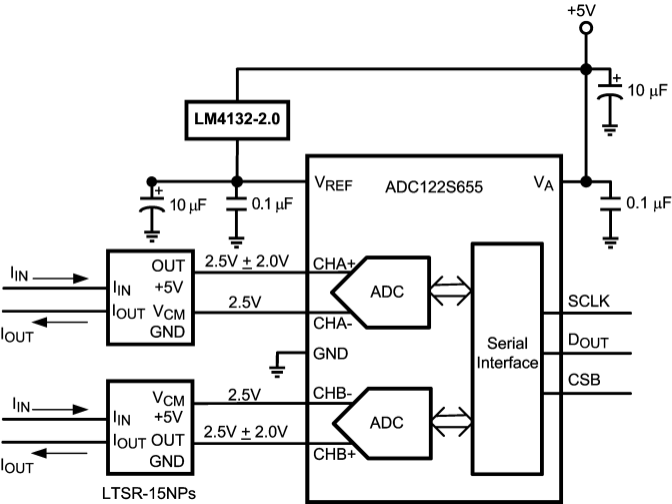 +5V
+
10 µF
LM4132-2.0
VREF
ADC122S655
VA
+
10 µF
0.1 µF
0.1 µF
IIN
OUT
2.5V ± 2.0V
CHA+
+5V
IIN
ADC
2.5V
IOUT
VCM
GND
IOUT
CHA-
SCLK
GND
Serial
Interface
DOUT
CSB
VCM
2.5V
CHB-
IIN
+5V
IIN
ADC
IOUT
OUT
2.5V ± 2.0V
GND
CHB+
IOUT
LTSR-15NPs